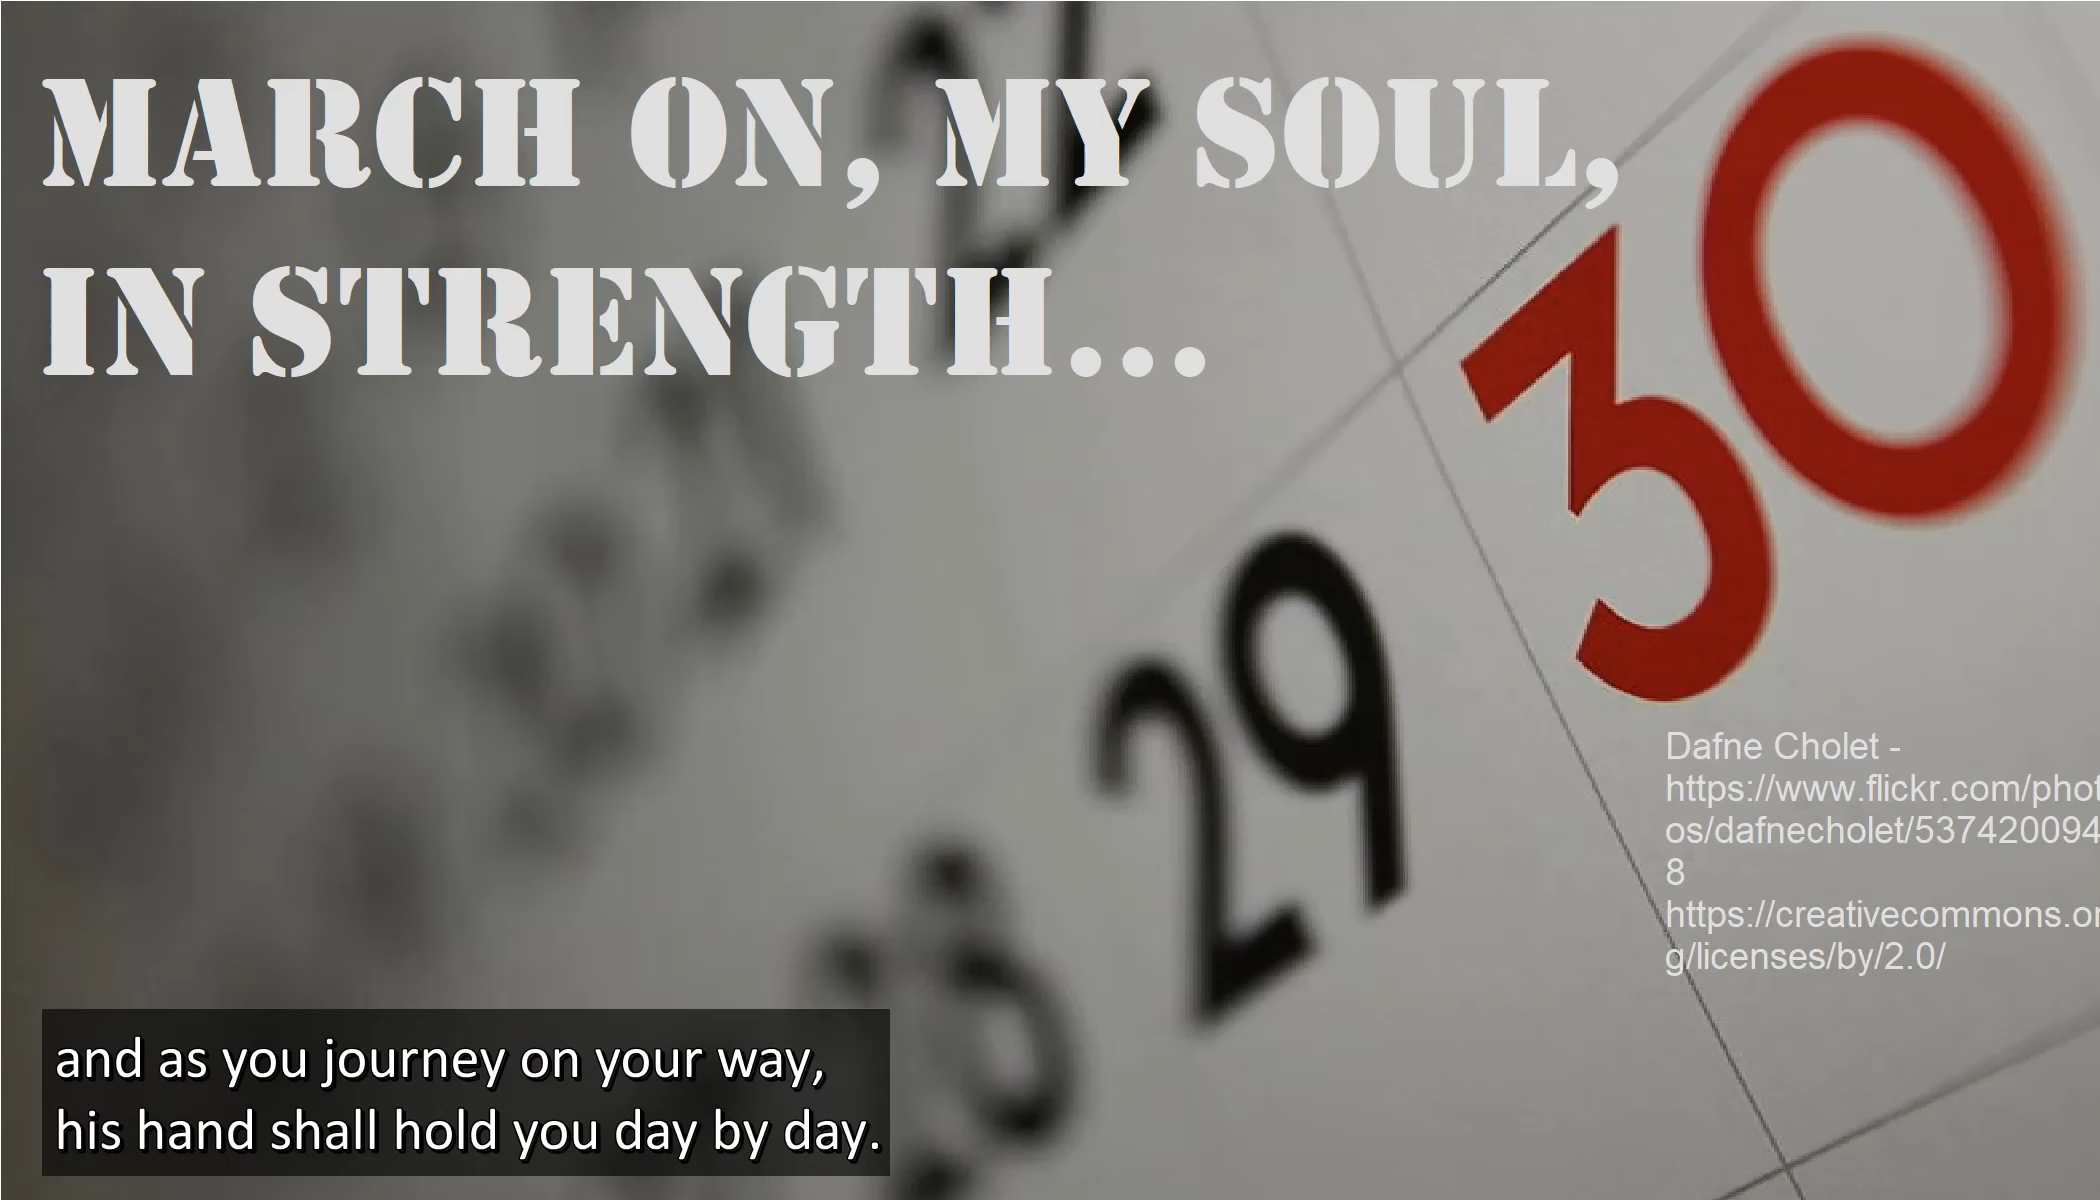 MARCH ON, MY SOUL,
IN STRENGTH...
30
29
Dafne Cholet -
https://www.flickr.com/phot
os/dafnecholet/537420094
8
https://creativecommons.or
g/licenses/by/2.0/
and as you journey on your way,
his hand shall hold you day by day.